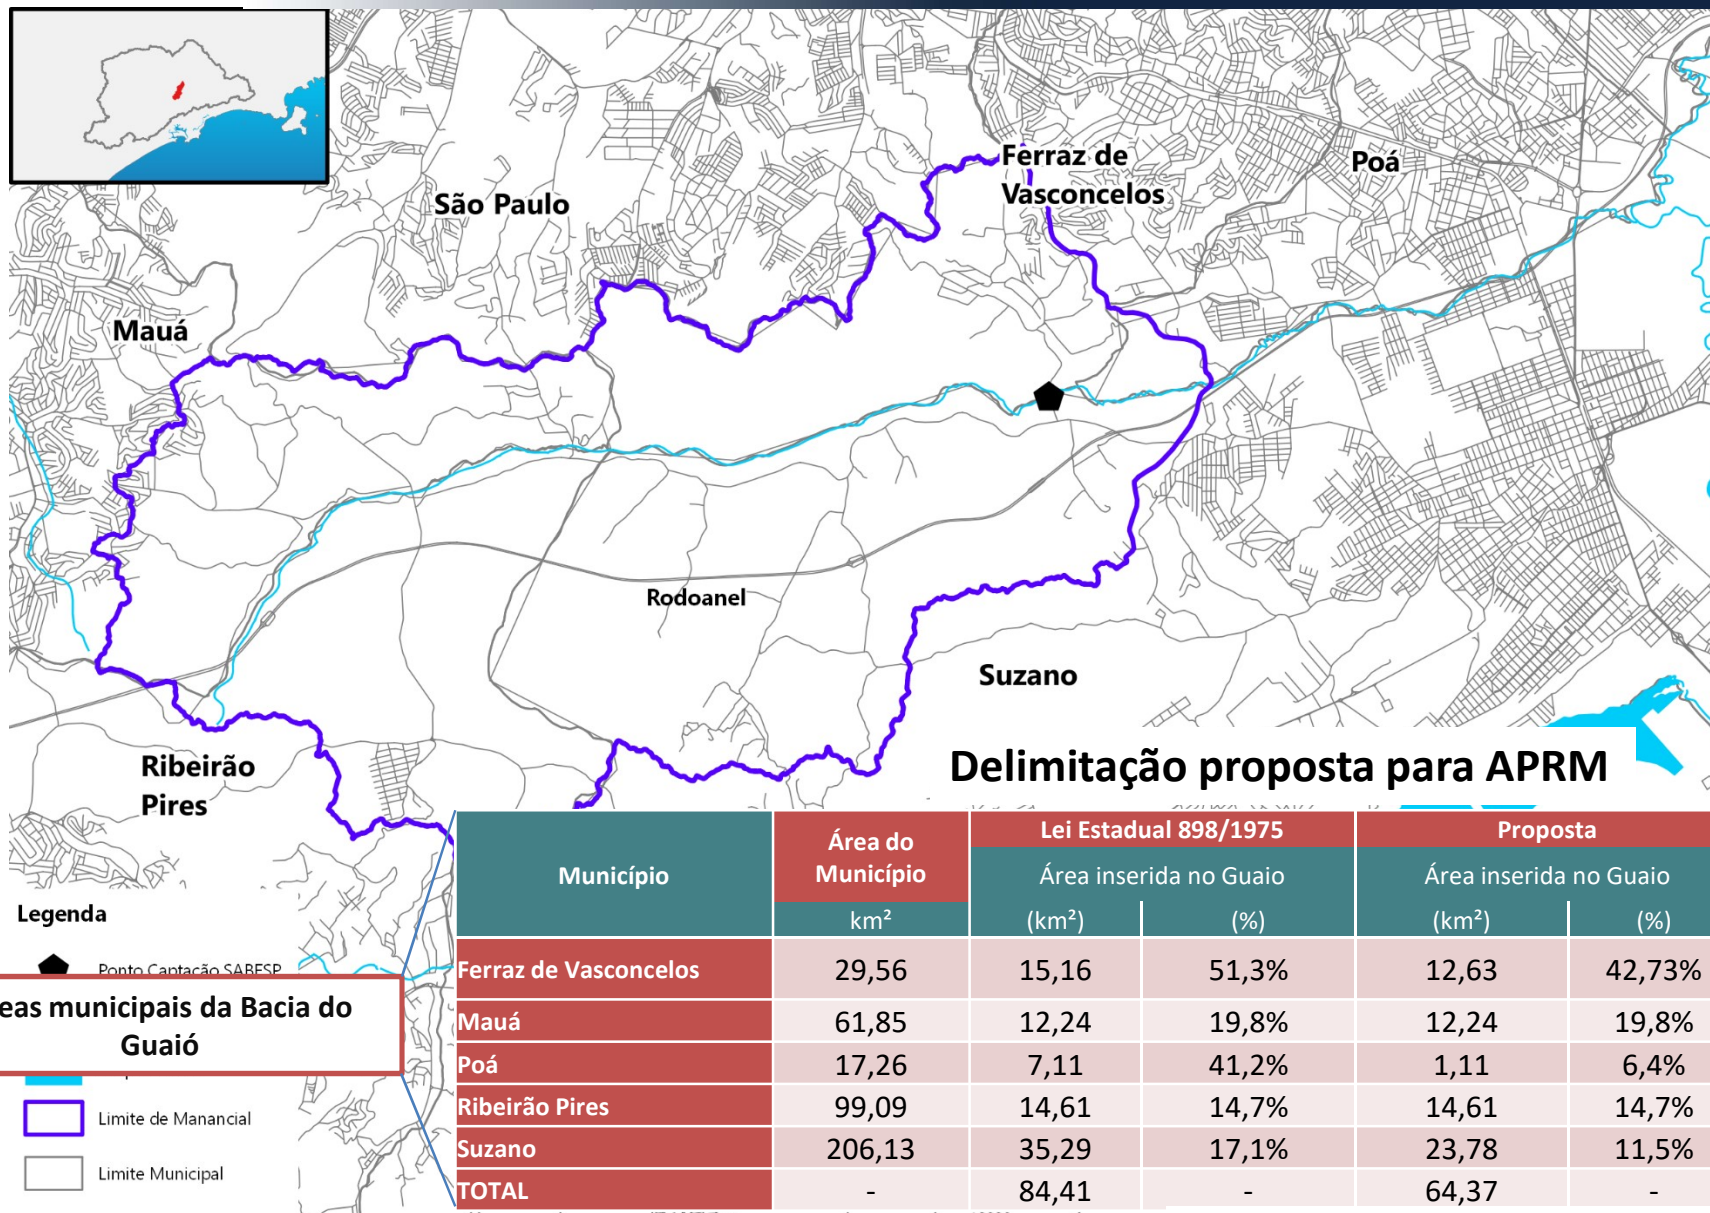 Ferraz de
Vasconcelos
Poá
São Paulo
Mauá
Rodoanel
Suzano
Ribeirão
Pires
Delimitação proposta para APRM
Legenda
Ponto Captação SABESP
eas municipais da Bacia do
Guaió
Limite de Manancial
Limite Municipal
Município Área do Município Lei Estadual 898/1975 Proposta
Área inserida no Guaio Área inserida no Guaio
km² (km²) (%) (km²) (%)
Ferraz de Vasconcelos 29,56 15,16 51,3% 12,63 42,73%
Mauá 61,85 12,24 19,8% 12,24 19,8%
Poá 17,26 7,11 41,2% 1,11 6,4%
Ribeirão Pires 99,09 14,61 14,7% 14,61 14,7%
Suzano 206,13 35,29 17,1% 23,78 11,5%
TOTAL - 84,41 - 64,37 -